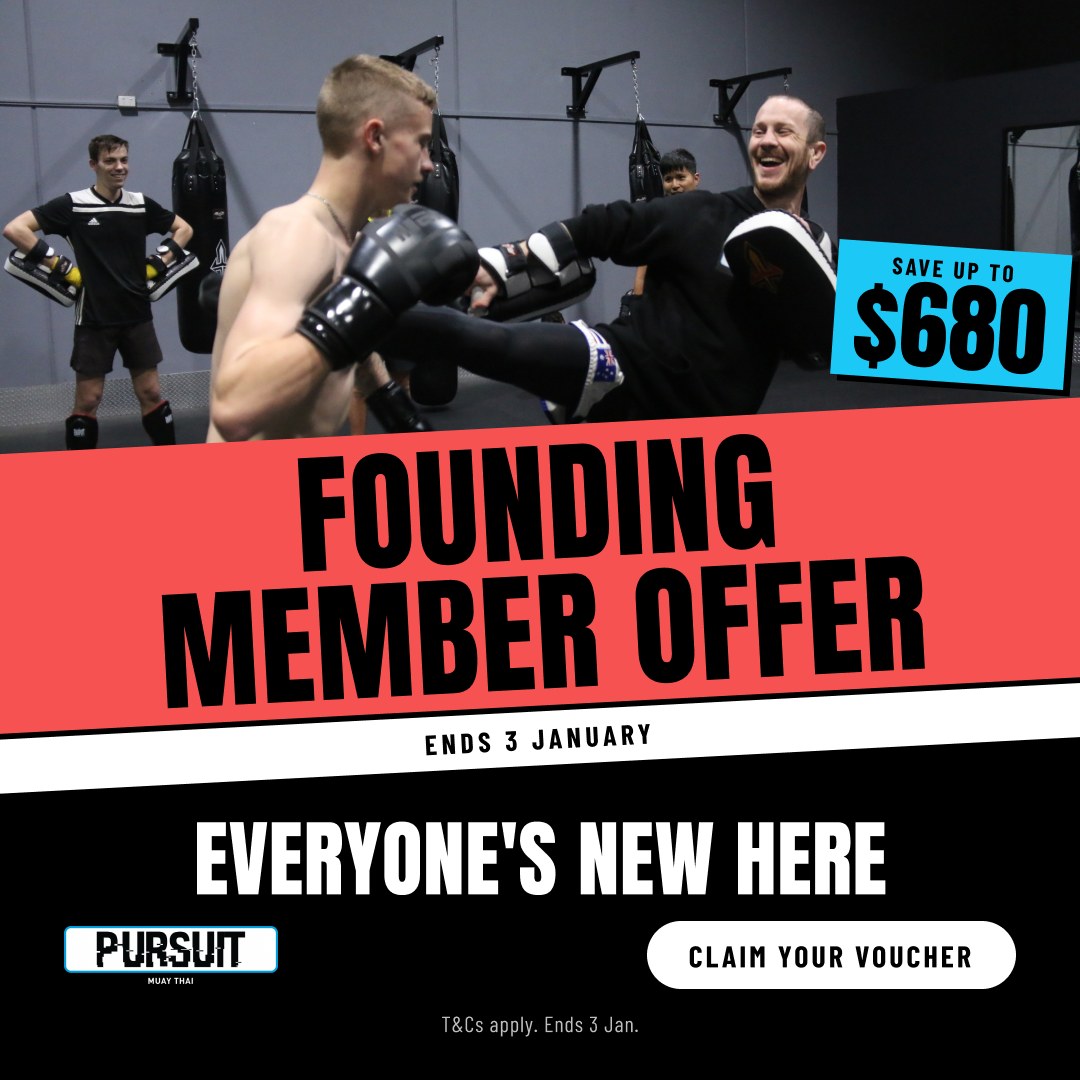 SAVE UP TO
$680
FOUNDING
MEMBER OFFER
ENDS 3 JANUARY
EVERYONE'S NEW HERE
PURSUIT
MUAY THAI
CLAIM YOUR VOUCHER
T&Cs apply. Ends 3 Jan.